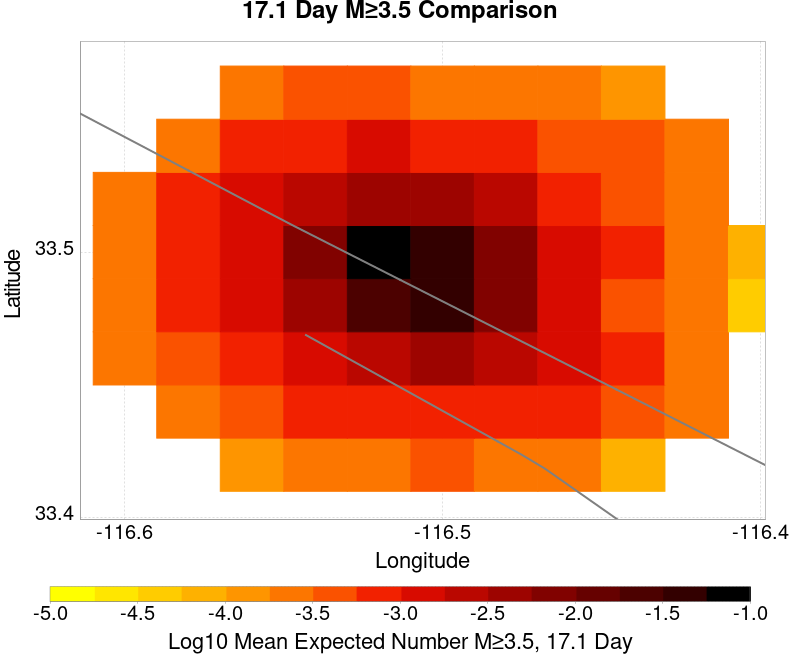 17.1 Day M≥3.5 Comparison
Latitude
33.5
33.4
-116.6 -116.5 -116.4
Longitude
-5.0 -4.5 -4.0 -3.5 -3.0 -2.5 -2.0 -1.5 -1.0
Log10 Mean Expected Number M≥3.5, 17.1 Day